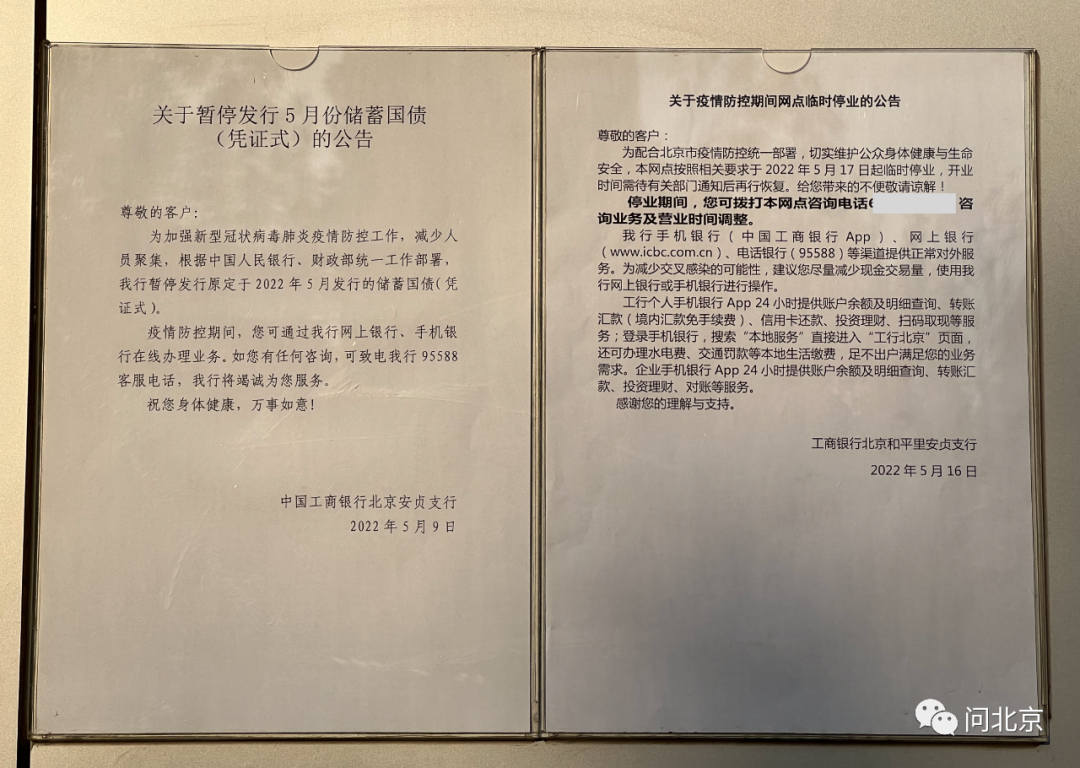 关于暂停发行5月份储蓄国债
（凭证式）的公告
尊敬的客户：
为加强新型冠状病毒肺炎疫情防控工作，减少人
员聚集，根据中国人民银行、财政部统一工作部署，
我行暂停发行原定于2022年5月发行的储蓄国债（凭
证式）。
疫情防控期间，您可通过我行网上银行、手机银
行在线办理业务。如您有任何咨询，可致电我行95588
客服电话，我行将竭诚为您服务。
祝您身体健康，万事如意！
中国工商银行北京安贞支行
2022年5月9日
关于疫情防控期间网点临时停业的公告
尊敬的客户：
为配合北京市疫情防控统一部署，切实维护公众身体健康与生命
安全，本网点按照相关要求于2022年5月17日起临时停业，开业
时间需待有关部门通知后再行恢复。给您带来的不便敬请谅解！
停业期间，您可拨打本网点咨询电话6 咨
询业务及营业时间调整。
我行手机银行（中国工商银行App）、网上银行
（www.icbc.com.cn）、电话银行（95588）等渠道提供正常对外服
务。为减少交叉感染的可能性，建议您尽量减少现金交易量，使用我
行网上银行或手机银行进行操作。
工行个人手机银行App 24小时提供账户余额及明细查询、转账
汇款（境内汇款免手续费）、信用卡还款、投资理财、扫码取现等服
务；登录手机银行，搜索“本地服务”直接进入“工行北京”页面，
还可办理水电费、交通罚款等本地生活缴费，足不出户满足您的业务
需求。企业手机银行App 24小时提供账户余额及明细查询、转账汇
款、投资理财、对账等服务。
感谢您的理解与支持。
工商银行北京和平里安贞支行
2022年5月16日
问北京